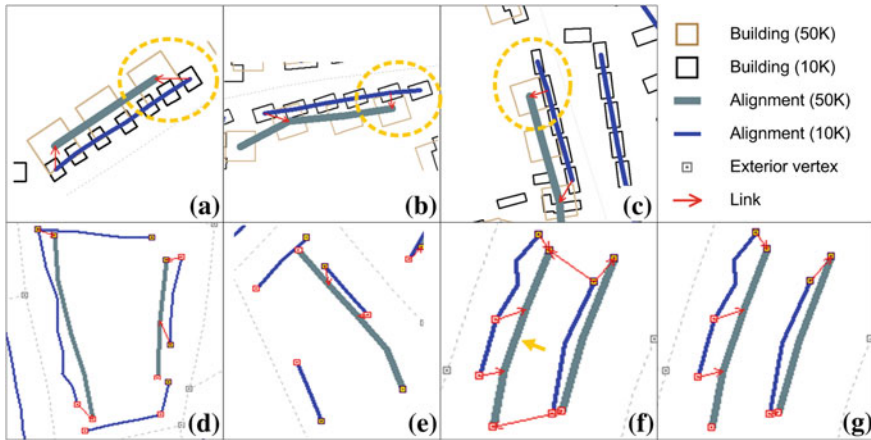 (a)
(b)
(c)
Building (50K)
Building (10K)
Alignment (50K)
Alignment (10K)
Exterior vertex
Link
(d)
(e)
(f)
(g)